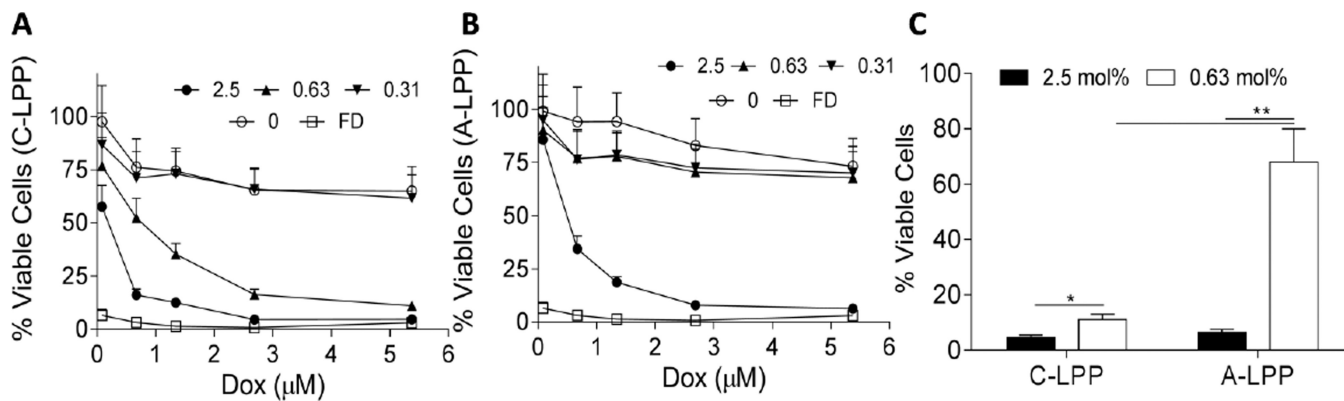 A
% Viable Cells (C-LPP)
2.5 0.63 0.31
0 FD
100
75
50
25
0
0 1 2 3 4 5 6
Dox (μM)
B
% Viable Cells (A-LPP)
2.5 0.63 0.31
0 FD
100
75
50
25
0
0 1 2 3 4 5 6
Dox (μM)
C
% Viable Cells
2.5 mol% 0.63 mol%
100
80
60
40
20
0
**
*
C-LPP A-LPP